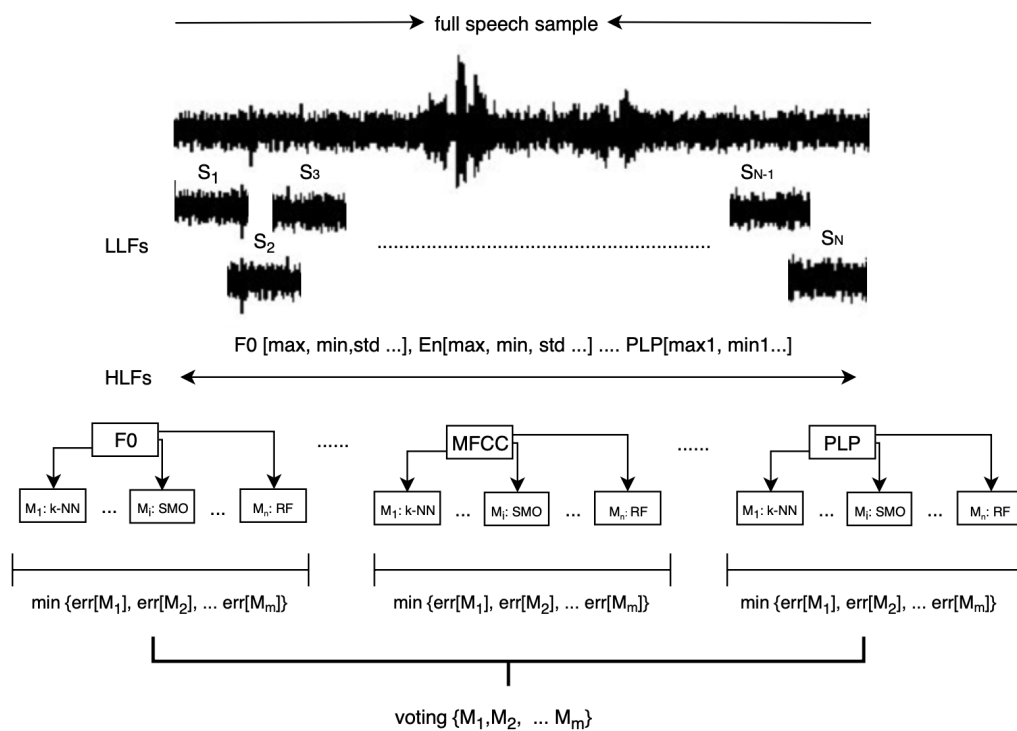 full speech sample
S1 S3 SN-1
LLFs S2 SN
F0 [max, min,std ...], En[max, min, std ...] .... PLP[max1, min1...]
HLFs
F0 ...... MFCC ...... PLP
M1: k-NN ... Mi: SMO ... Mn: RF M1: k-NN ... Mi: SMO ... Mn: RF M1: k-NN ... Mi: SMO ... Mn: RF
min {err[M1], err[M2], ... err[Mm]} min {err[M1], err[M2], ... err[Mm]} min {err[M1], err[M2], ... err[Mm]}
voting {M1,M2, ... Mm}